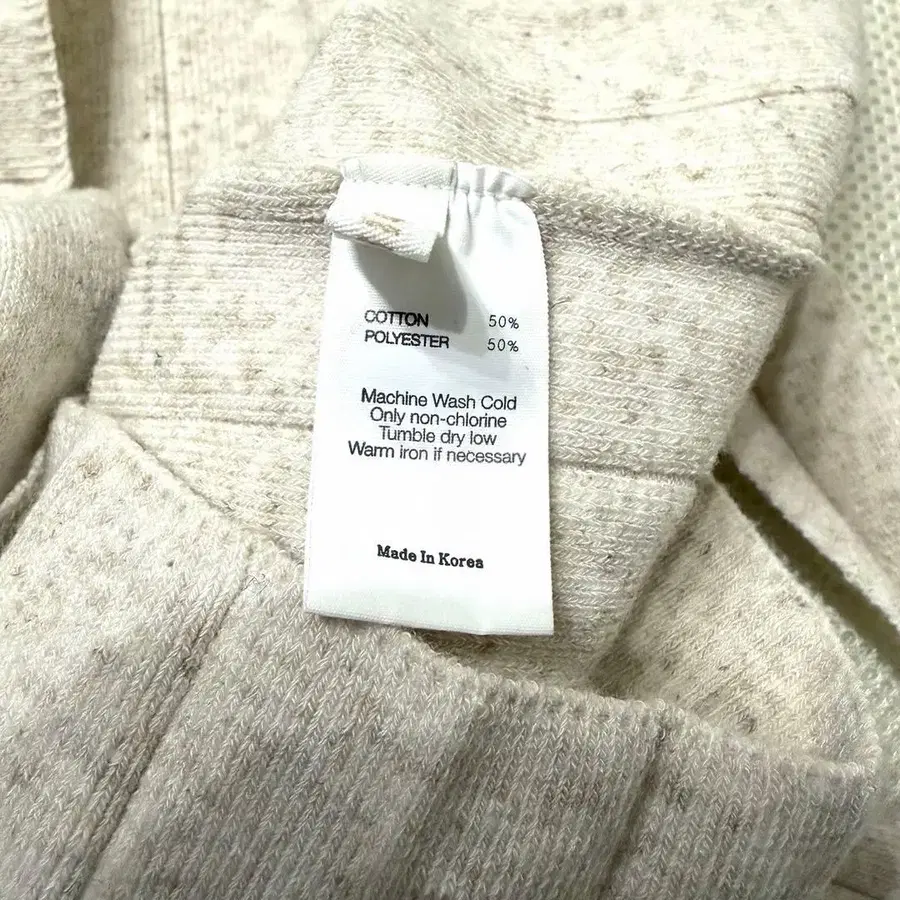 COTTON 50%
POLYESTER 50%
Machine Wash Cold
Only non-chlorine
Tumble dry low
Warm iron if necessary
Made In Korea